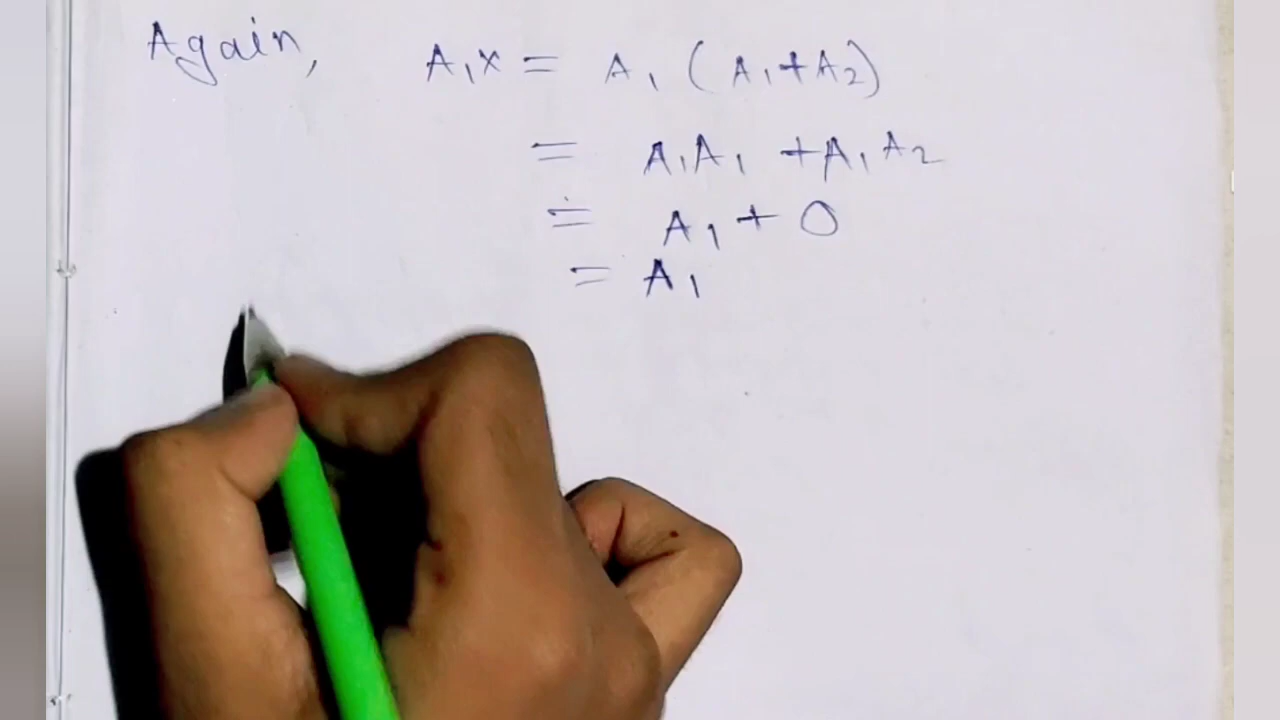 Again, A₁x = A₁ (A₁+A₂)
= A₁A₁ +A₁A₂
= A₁ + 0
= A₁